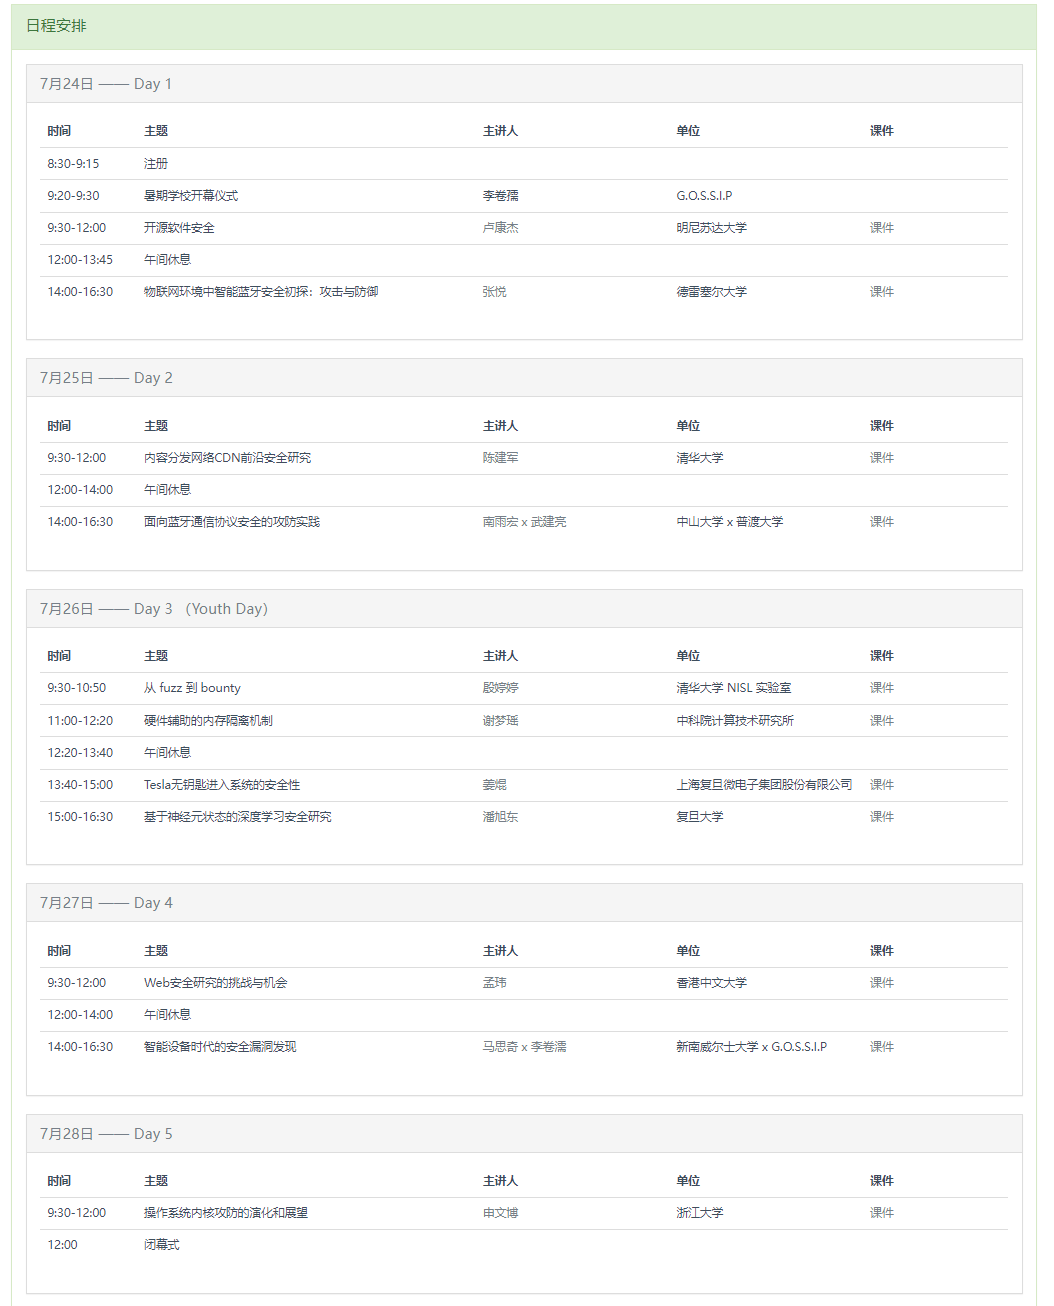 日程安排
7月24日 —— Day 1
时间 主题 主讲人 单位 课件
8:30-9:15 注册
9:20-9:30 暑期学校开幕仪式 李卷孺 G.O.S.S.I.P
9:30-12:00 开源软件安全 卢康杰 明尼苏达大学 课件
12:00-13:45 午间休息
14:00-16:30 物联网环境中智能蓝牙安全初探：攻击与防御 张悦 德雷塞尔大学 课件
7月25日 —— Day 2
时间 主题 主讲人 单位 课件
9:30-12:00 内容分发网络CDN前沿安全研究 陈建军 清华大学 课件
12:00-14:00 午间休息
14:00-16:30 面向蓝牙通信协议安全的攻防实践 南雨宏 x 武建亮 中山大学 x 普渡大学 课件
7月26日 —— Day 3 （Youth Day）
时间 主题 主讲人 单位 课件
9:30-10:50 从 fuzz 到 bounty 殷婷婷 清华大学 NISL 实验室 课件
11:00-12:20 硬件辅助的内存隔离机制 谢梦瑶 中科院计算技术研究所 课件
12:20-13:40 午间休息
13:40-15:00 Tesla无钥匙进入系统的安全性 姜焜 上海复旦微电子集团股份有限公司 课件
15:00-16:30 基于神经元状态的深度学习安全研究 潘旭东 复旦大学 课件
7月27日 —— Day 4
时间 主题 主讲人 单位 课件
9:30-12:00 Web安全研究的挑战与机会 孟玮 香港中文大学 课件
12:00-14:00 午间休息
14:00-16:30 智能设备时代的安全漏洞发现 马思奇 x 李卷孺 新南威尔士大学 x G.O.S.S.I.P 课件
7月28日 —— Day 5
时间 主题 主讲人 单位 课件
9:30-12:00 操作系统内核攻防的演化和展望 申文博 浙江大学 课件
12:00 闭幕式